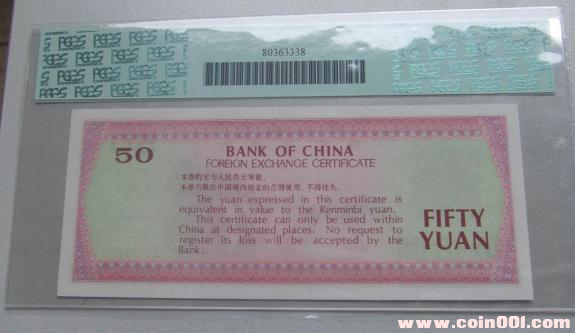 80363338
50
BANK OF CHINA
FOREIGN EXCHANGE CERTIFICATE
本券的元与人民币元等值。
本券只限在中国境内指定的范围使用，不得挂失。
The yuan expressed in this certificate is
equivalent in value to the Renminbi yuan.
This certificate can only be used within
China at designated places. No request to
register its loss will be accepted by the
Bank.
FIFTY
YUAN
www.coin001.com